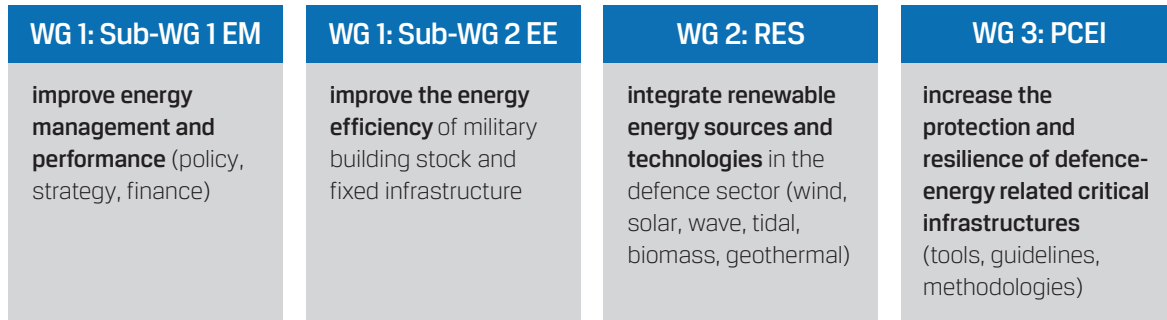 WG 1: Sub-WG 1 EM
improve energy
management and
performance (policy,
strategy, finance)
WG 1: Sub-WG 2 EE
improve the energy
efficiency of military
building stock and
fixed infrastructure
WG 2: RES
integrate renewable
energy sources and
technologies in the
defence sector (wind,
solar, wave, tidal,
biomass, geothermal)
WG 3: PCEI
increase the
protection and
resilience of defence-
energy related critical
infrastructures
(tools, guidelines,
methodologies)